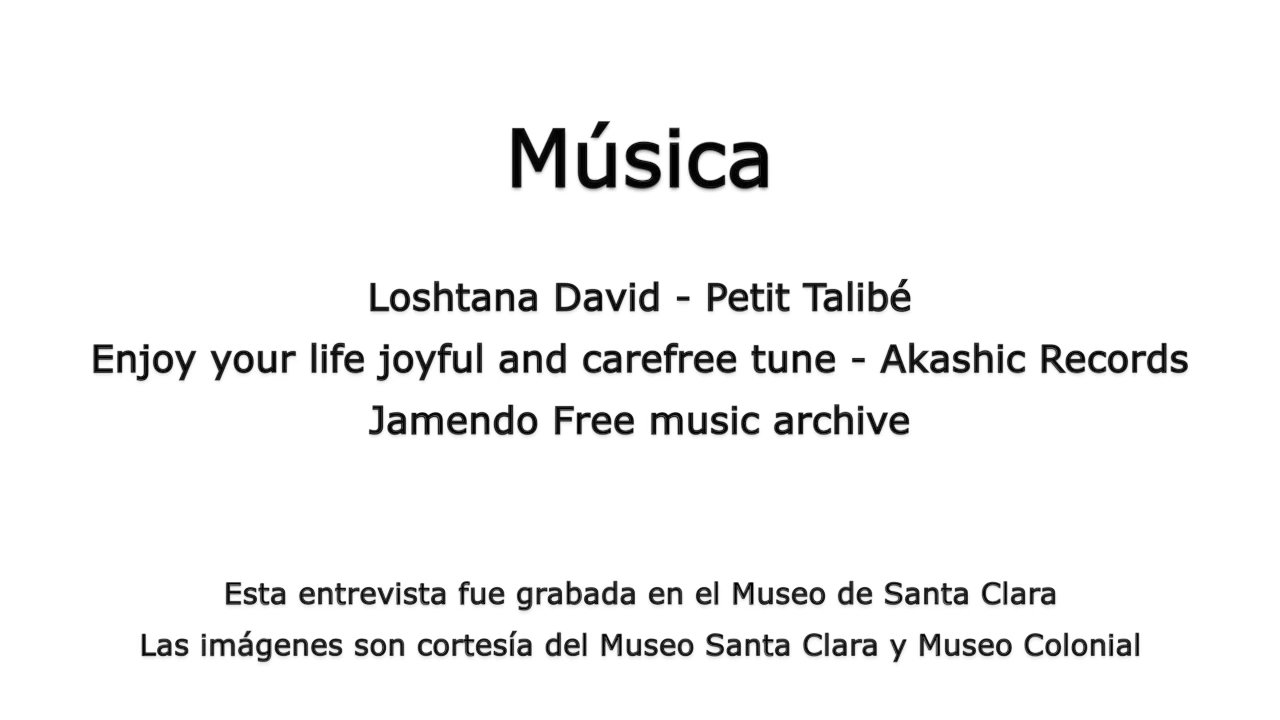 Música
Loshtana David - Petit Talibé
Enjoy your life joyful and carefree tune - Akashic Records
Jamendo Free music archive
Esta entrevista fue grabada en el Museo de Santa Clara
Las imágenes son cortesía del Museo Santa Clara y Museo Colonial